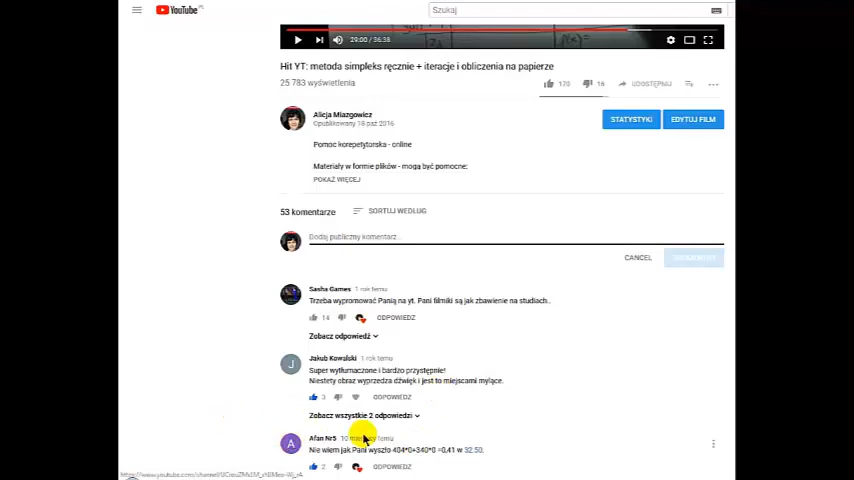 YouTube PL
Szukaj
29:00 / 36:38
Hit YT: metoda simpleks ręcznie + iteracje i obliczenia na papierze
25 783 wyświetlenia
170
16
UDOSTĘPNIJ
Alicja Miazgowicz
Opublikowany 18 paź 2016
STATYSTYKI
EDYTUJ FILM
Pomoc korepetytorska - online
Materiały w formie plików - mogą być pomocne:
POKAŻ WIĘCEJ
53 komentarze
SORTUJ WEDŁUG
Dodaj publiczny komentarz...
CANCEL
Sasha Games 1 rok temu
Trzeba wypromować Panią na yt. Pani filmiki są jak zbawienie na studiach..
14 ODPOWIEDZ
Zobacz odpowiedź
J
Jakub Kowalski 1 rok temu
Super wytłumaczone i bardzo przystępnie!
Niestety obraz wyprzedza dźwięk i jest to miejscami mylące.
3 ODPOWIEDZ
Zobacz wszystkie 2 odpowiedzi
A
Afan Nr5 10 miesięcy temu
Nie wiem jak Pani wyszło 404*0+340*0 =0,41 w 32:50.
2 ODPOWIEDZ